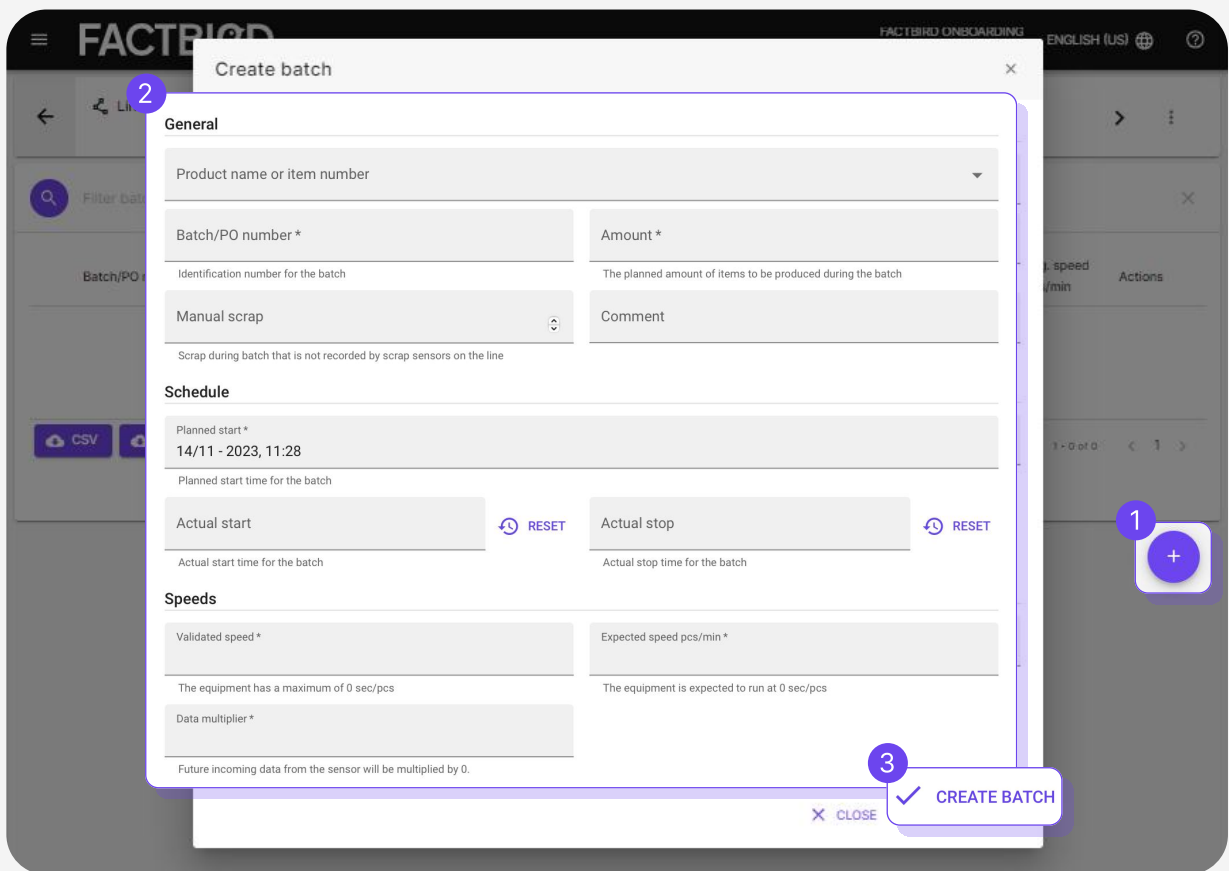 FACTBIRD
FACTBIRD ONBOARDING
ENGLISH (US)
Create batch
2
General
Product name or item number
Filter
Batch/PO number *
Amount *
Identification number for the batch
The planned amount of items to be produced during the batch
Batch/PO
speed
/min
Actions
Manual scrap
Comment
Scrap during batch that is not recorded by scrap sensors on the line
Schedule
Planned start *
14/11 - 2023, 11:28
Planned start time for the batch
CSV
1 - 0 of 0
1
Actual start
RESET
Actual stop
RESET
Actual start time for the batch
Actual stop time for the batch
1
+
Speeds
Validated speed *
Expected speed pcs/min *
The equipment has a maximum of 0 sec/pcs
The equipment is expected to run at 0 sec/pcs
Data multiplier *
Future incoming data from the sensor will be multiplied by 0.
3
CREATE BATCH
CLOSE